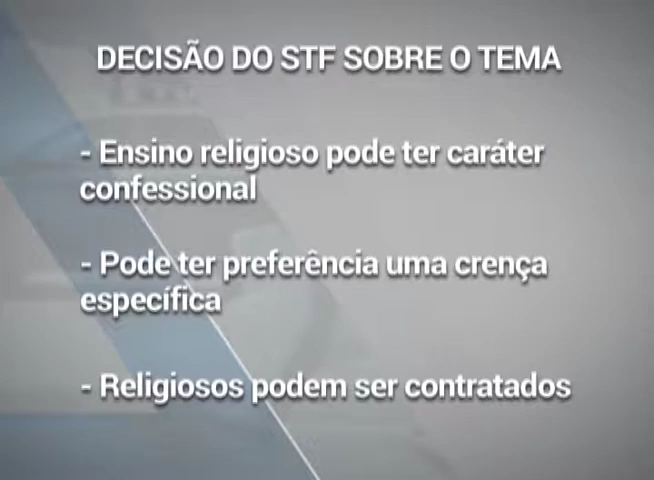 DECISÃO DO STF SOBRE O TEMA
- Ensino religioso pode ter caráter
confessional
- Pode ter preferência uma crença
específica
- Religiosos podem ser contratados